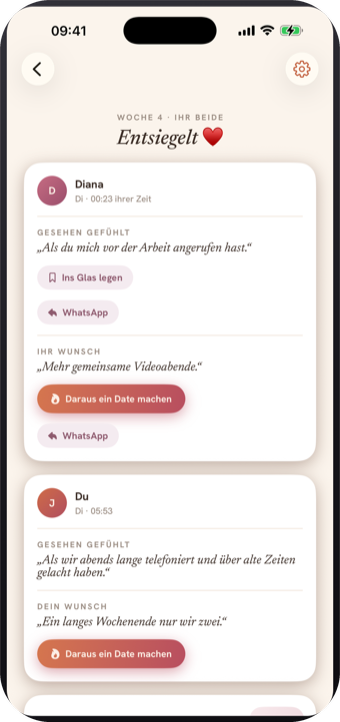 09:41
WOCHE 4 · IHR BEIDE
Entsiegelt ❤️
D
Diana
Di · 00:23 ihrer Zeit
GESEHEN GEFÜHLT
„Als du mich vor der Arbeit angerufen hast.“
Ins Glas legen
WhatsApp
IHR WUNSCH
„Mehr gemeinsame Videoabende.“
Daraus ein Date machen
WhatsApp
J
Du
Di · 05:53
GESEHEN GEFÜHLT
„Als wir abends lange telefoniert und über alte Zeiten
gelacht haben.“
DEIN WUNSCH
„Ein langes Wochenende nur wir zwei.“
Daraus ein Date machen